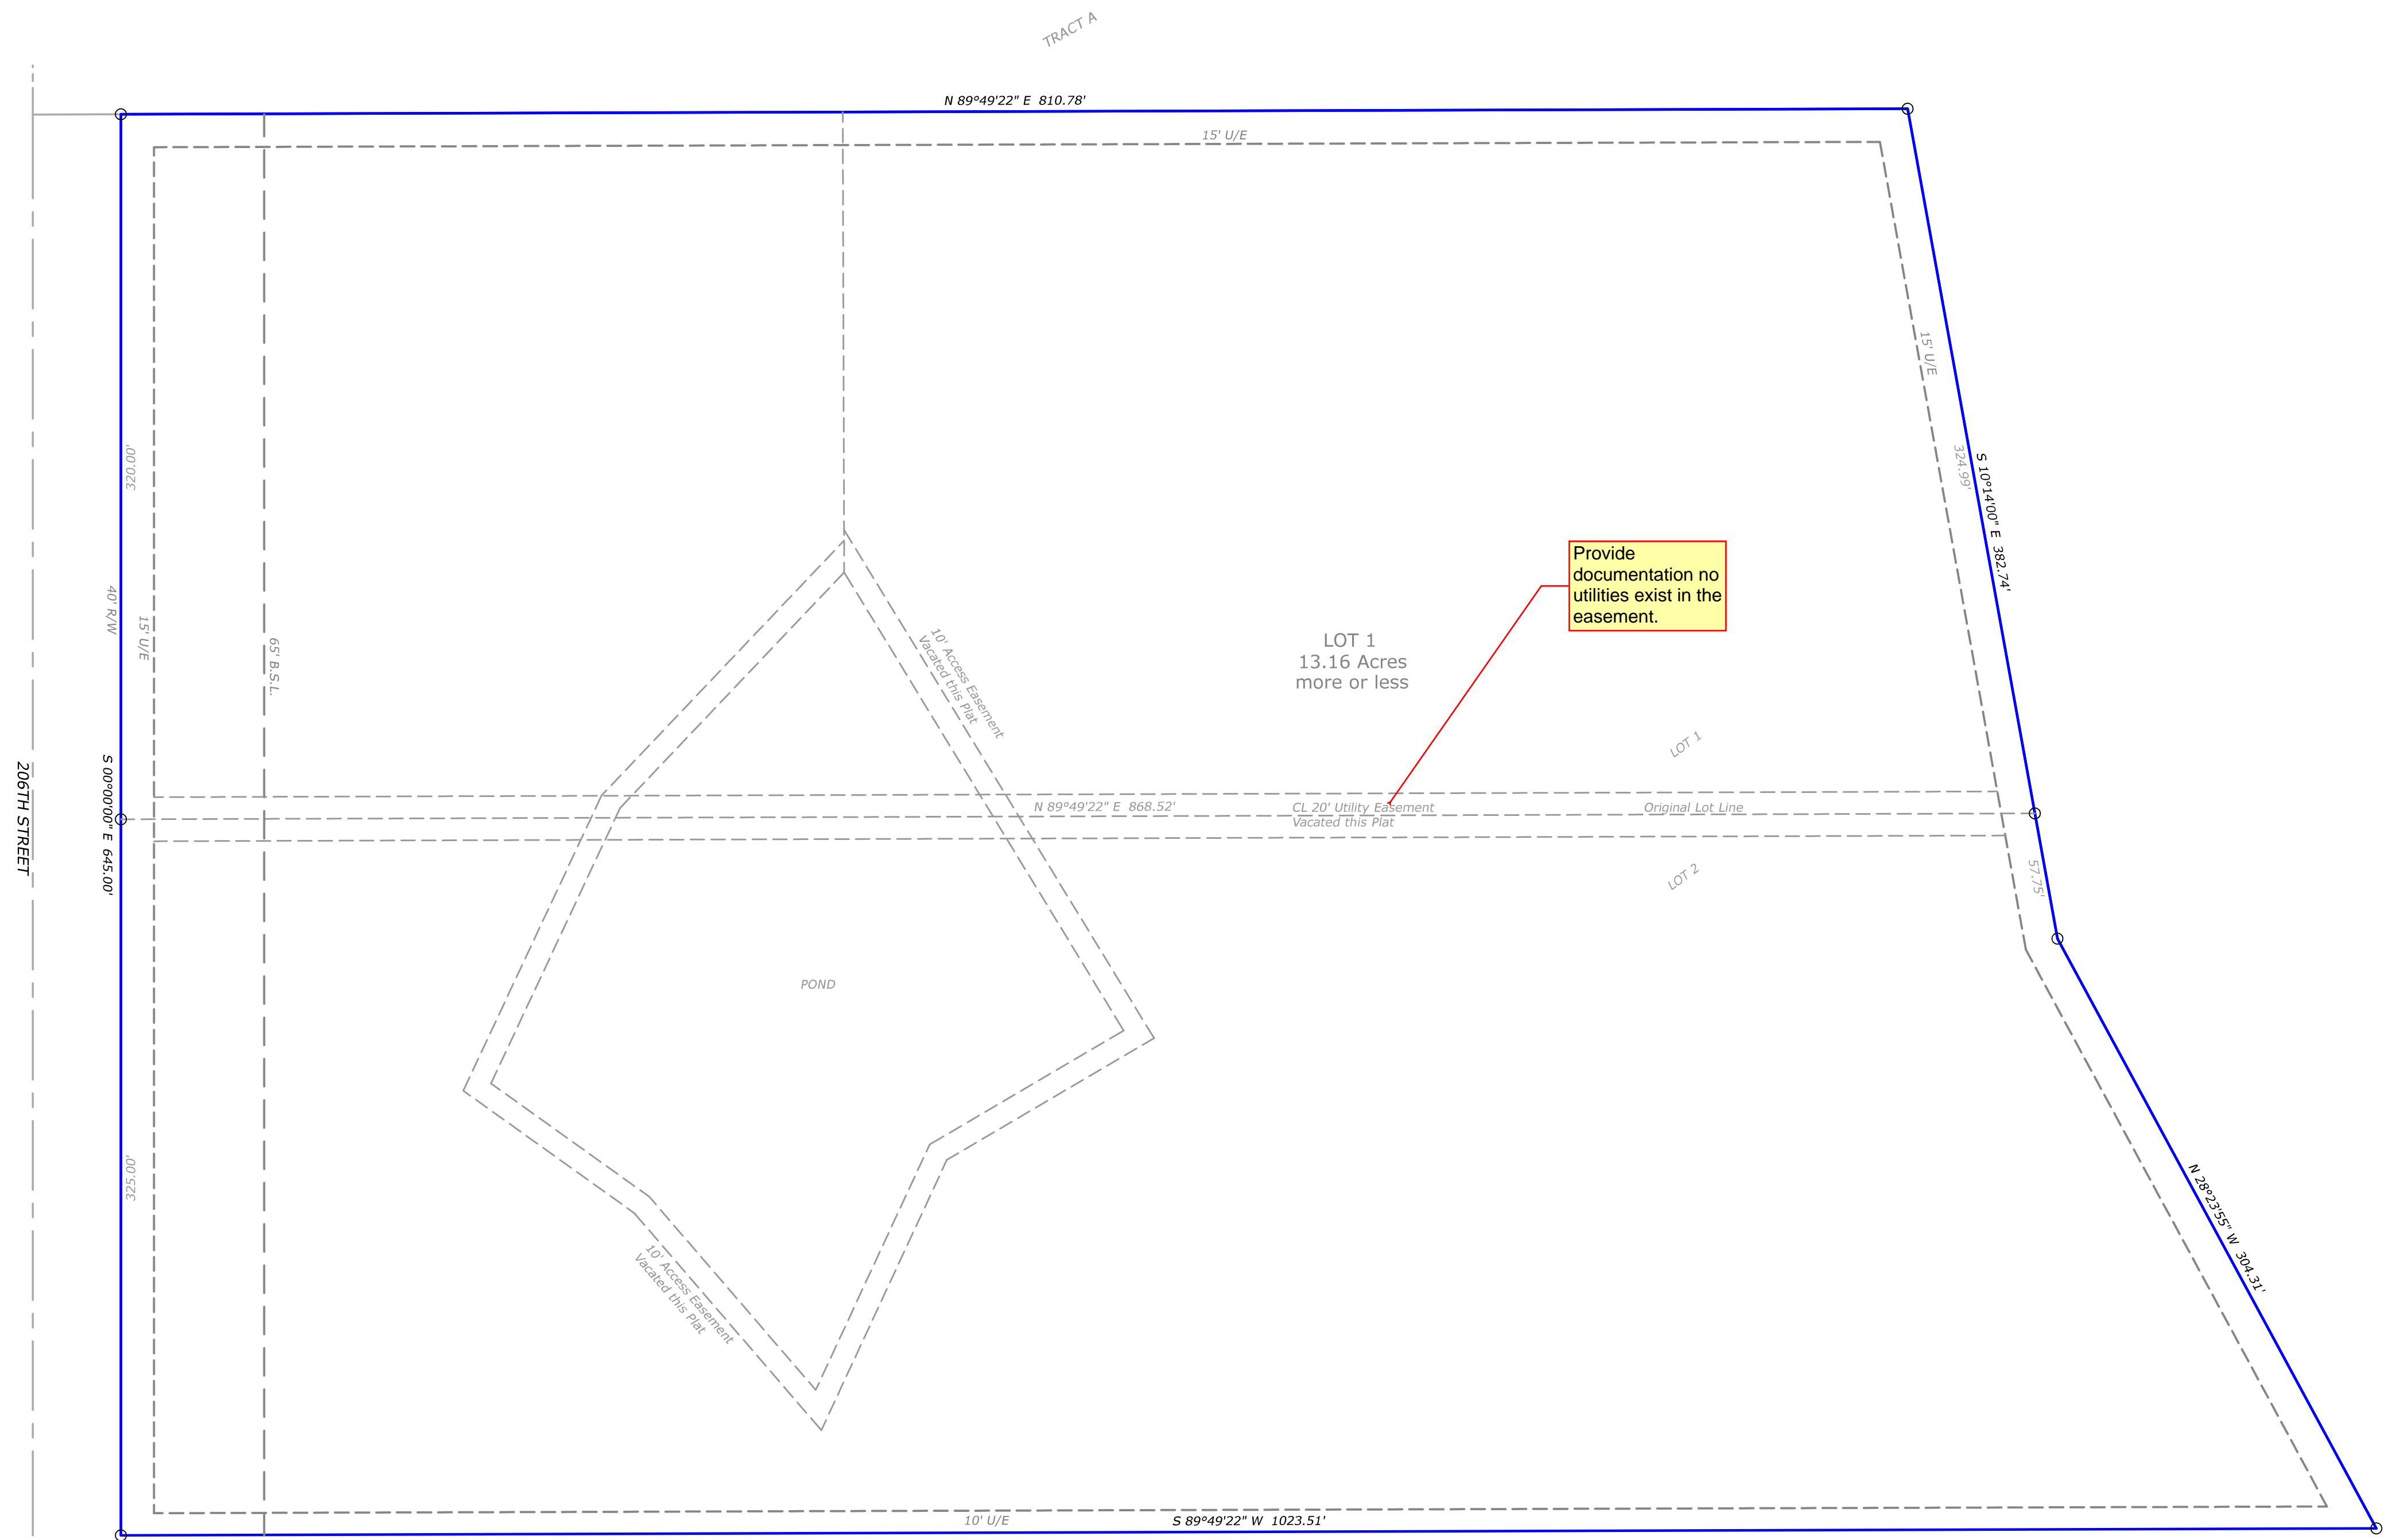 TRACT A
N 89°49'22" E  810.78'
15' U/E
15' U/E
324.99'
S 10°14'00" E  382.74'
320.00'
40' R/W
15' U/E
65' B.S.L.
Provide
documentation no
utilities exist in the
easement.
10' Access Easement
Vacated this Plat
LOT 1
13.16 Acres
more or less
LOT 1
206TH STREET
S 00°00'00" E  645.00'
N 89°49'22" E  868.52'
CL 20' Utility Easement
Vacated this Plat
Original Lot Line
LOT 2
57.75'
POND
325.00'
N 28°23'55" W  304.31'
10' Access Easement
Vacated this Plat
10' U/E
S 89°49'22" W  1023.51'